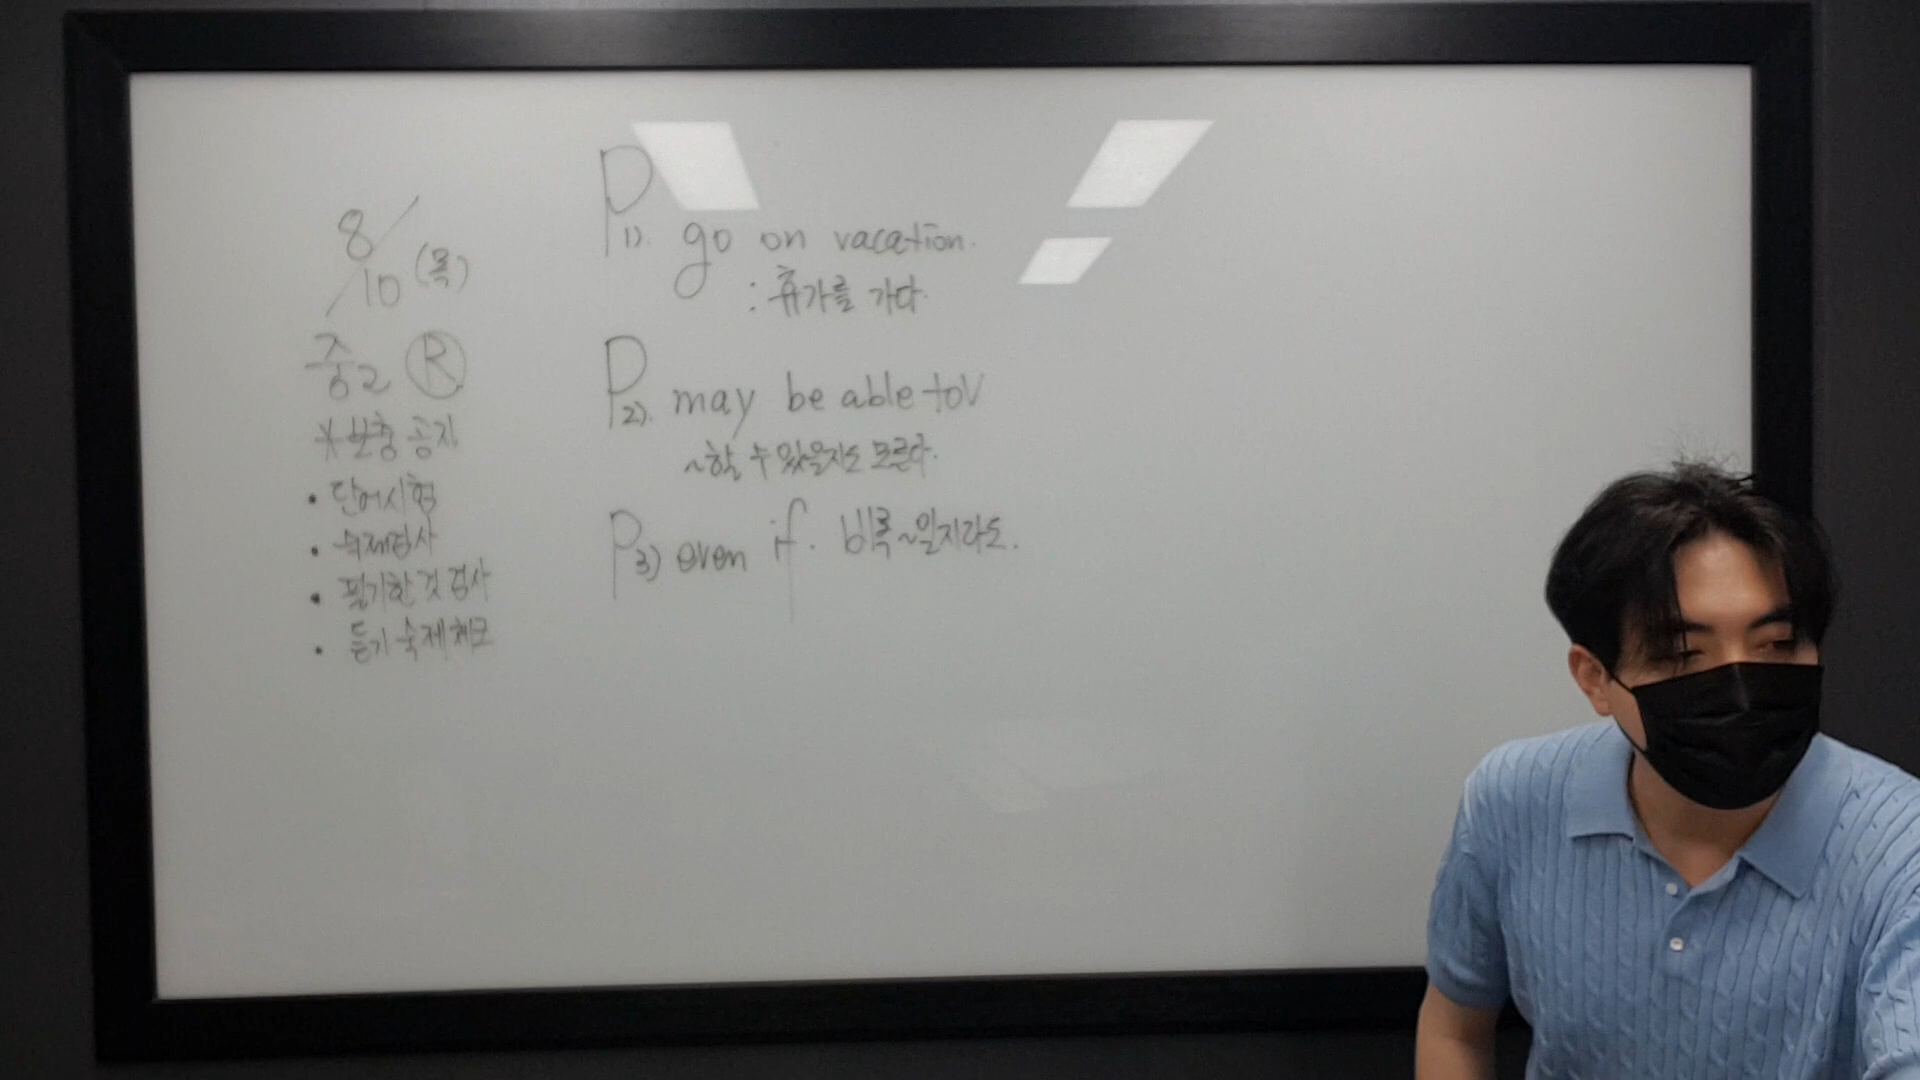 8/10 (목)
중2 Ⓡ
*보충 공지
• 단어시험
• 숙제검사
• 필기한 것 검사
• 듣기 숙제 체크
P1). go on vacation.
: 휴가를 가다.
P2). may be able to V
~할 수 있을지도 모른다.
P3) even if. 비록~일지라도.